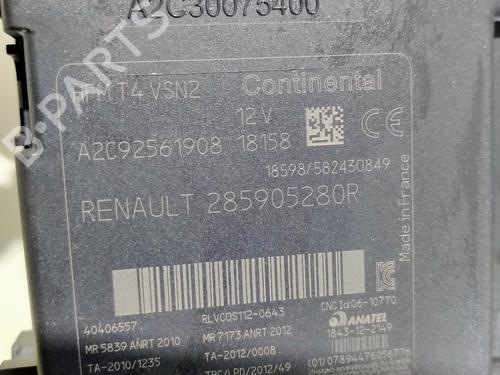 A2C30075400
HFM T4 VSN2 Continental
12 V
A2C92561908 18158
18598/582430849
RENAULT 285905280R
Made in France
B-PARTS
40406557
RLVCOS112-0643
CNC Id:06-10770
MR 5839 ANRT 2010
MR 7173 ANRT 2012
ANATEL
TA-2010/1235
TA-2012/0008
1843-12-2149
TRC/LPD/2012/49
(01)07894476056776